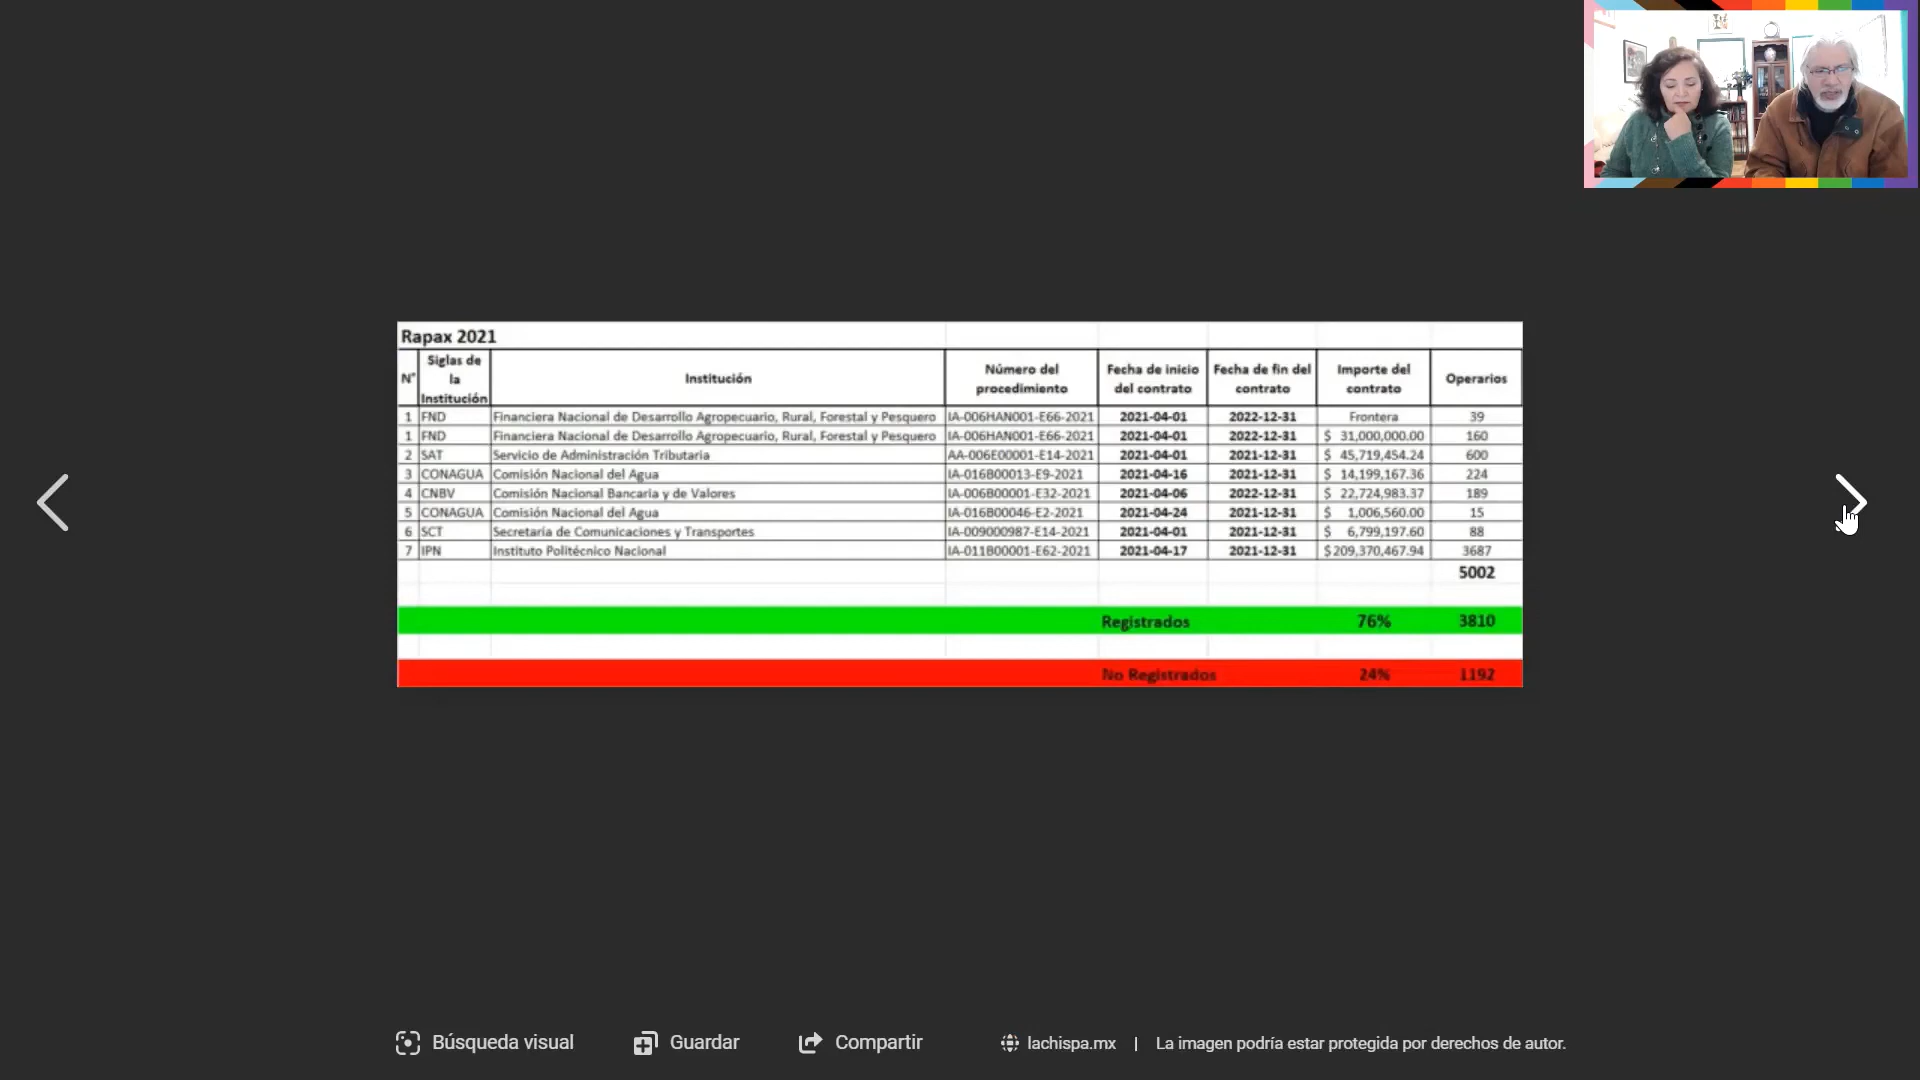 Rapax 2021
N° Siglas de la Institución Institución Número del procedimiento Fecha de inicio del contrato Fecha de fin del contrato Importe del contrato Operarios
1 FND Financiera Nacional de Desarrollo Agropecuario, Rural, Forestal y Pesquero IA-006HAN001-E66-2021 2021-04-01 2022-12-31 Frontera 39
1 FND Financiera Nacional de Desarrollo Agropecuario, Rural, Forestal y Pesquero IA-006HAN001-E66-2021 2021-04-01 2022-12-31 $ 31,000,000.00 160
2 SAT Servicio de Administración Tributaria AA-006E00001-E14-2021 2021-04-01 2021-12-31 $ 45,719,454.24 600
3 CONAGUA Comisión Nacional del Agua IA-016B00013-E9-2021 2021-04-16 2021-12-31 $ 14,199,167.36 224
4 CNBV Comisión Nacional Bancaria y de Valores IA-006B00001-E32-2021 2021-04-06 2022-12-31 $ 22,724,983.37 189
5 CONAGUA Comisión Nacional del Agua IA-016B00046-E2-2021 2021-04-24 2021-12-31 $ 1,006,560.00 15
6 SCT Secretaría de Comunicaciones y Transportes IA-009000987-E14-2021 2021-04-01 2021-12-31 $ 6,799,197.60 88
7 IPN Instituto Politécnico Nacional IA-011B00001-E62-2021 2021-04-17 2021-12-31 $209,370,467.94 3687
5002
Registrados 76% 3810
No Registrados 24% 1192
Búsqueda visual Guardar Compartir lachispa.mx | La imagen podría estar protegida por derechos de autor.